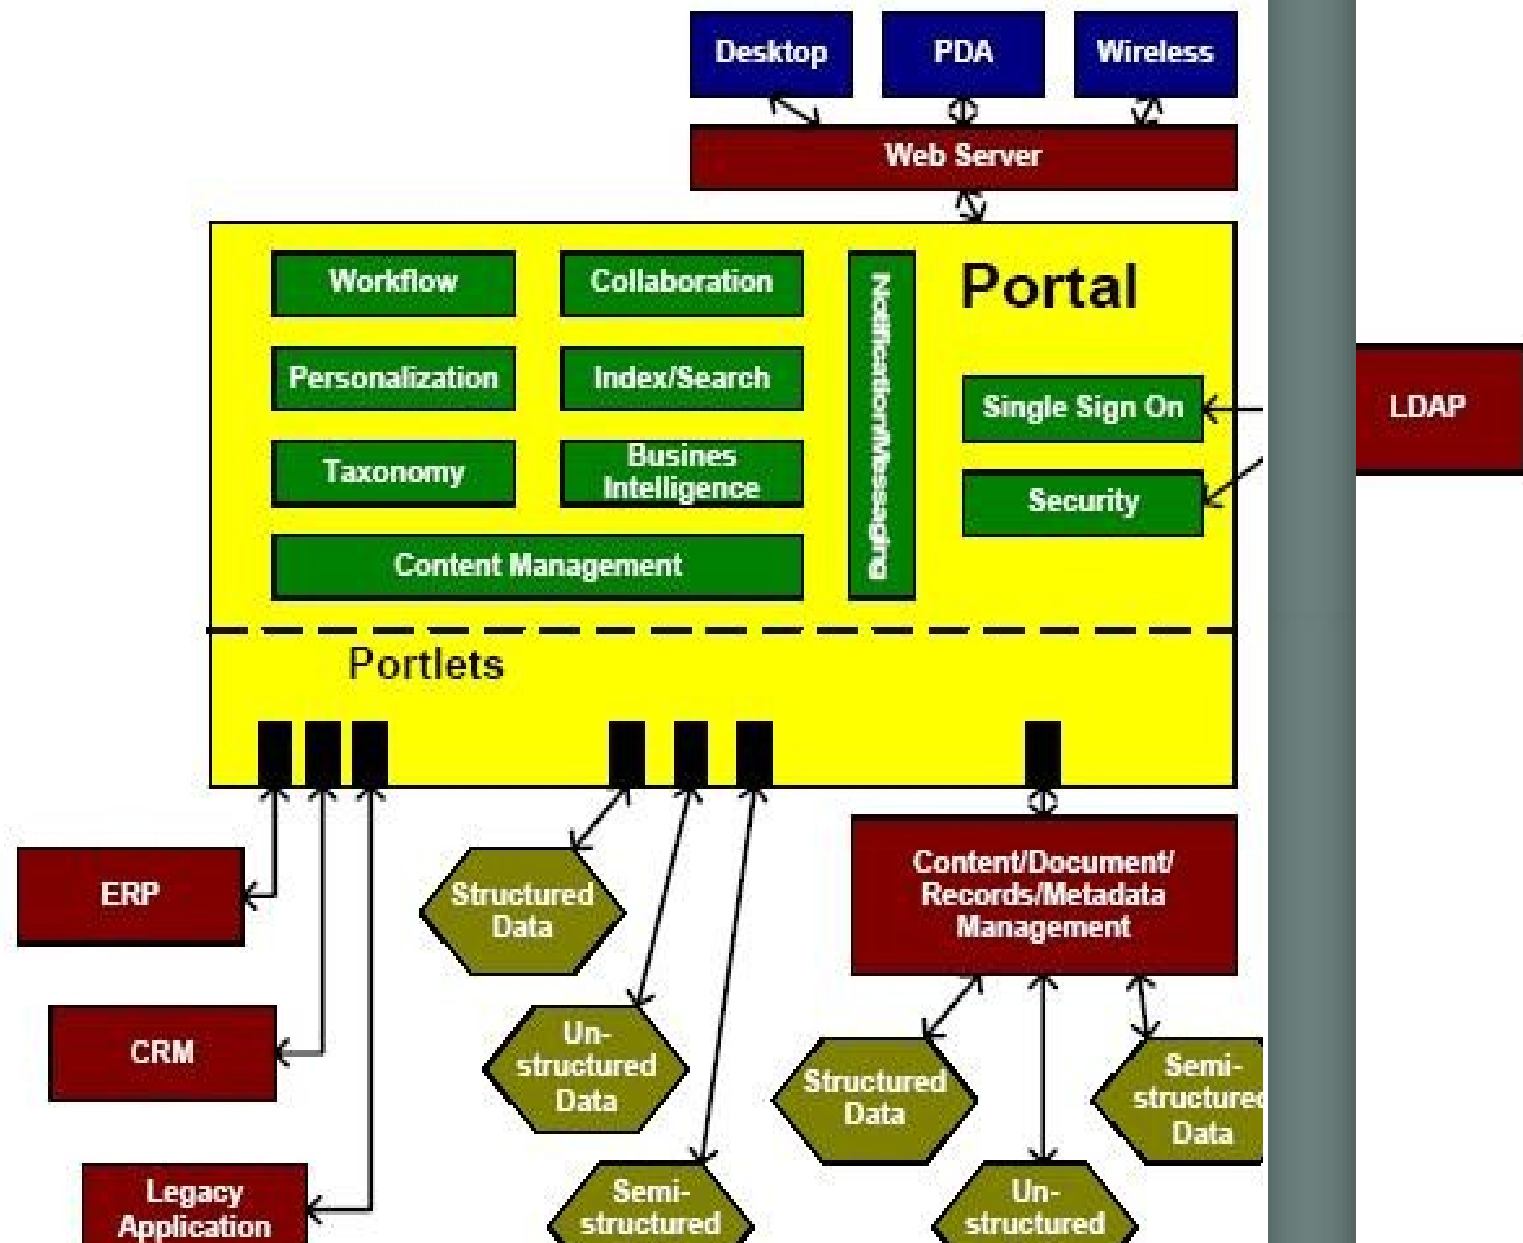 Desktop
PDA
Wireless
Web Server
Portal
Workflow
Collaboration
Notification/Messaging
Personalization
Index/Search
Single Sign On
LDAP
Taxonomy
Busines
Intelligence
Security
Content Management
Portlets
ERP
Structured
Data
Content/Document/
Records/Metadata
Management
CRM
Un-
structured
Data
Structured
Data
Semi-
structured
Data
Legacy
Application
Semi-
structured
Un-
structured